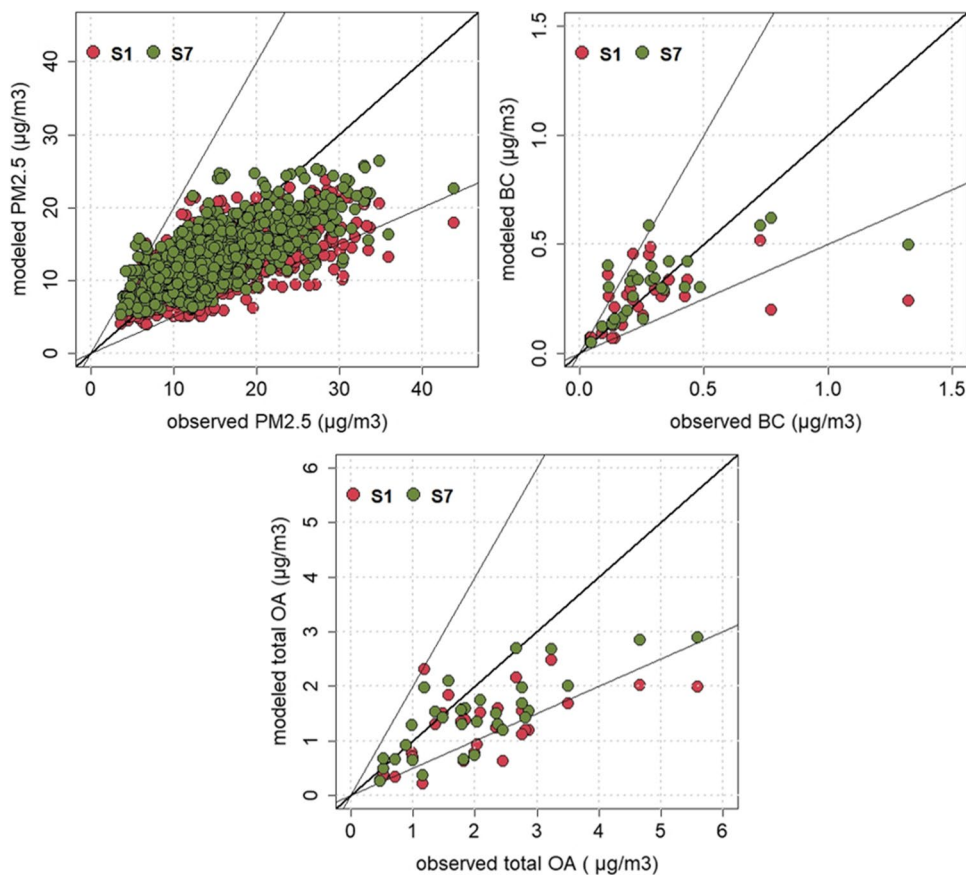 S1 S7
modeled PM2.5 (µg/m3)
0 10 20 30 40
0 10 20 30 40
observed PM2.5 (µg/m3)
S1 S7
modeled BC (µg/m3)
0.0 0.5 1.0 1.5
0.0 0.5 1.0 1.5
observed BC (µg/m3)
S1 S7
modeled total OA (µg/m3)
0 1 2 3 4 5 6
0 1 2 3 4 5 6
observed total OA ( µg/m3)